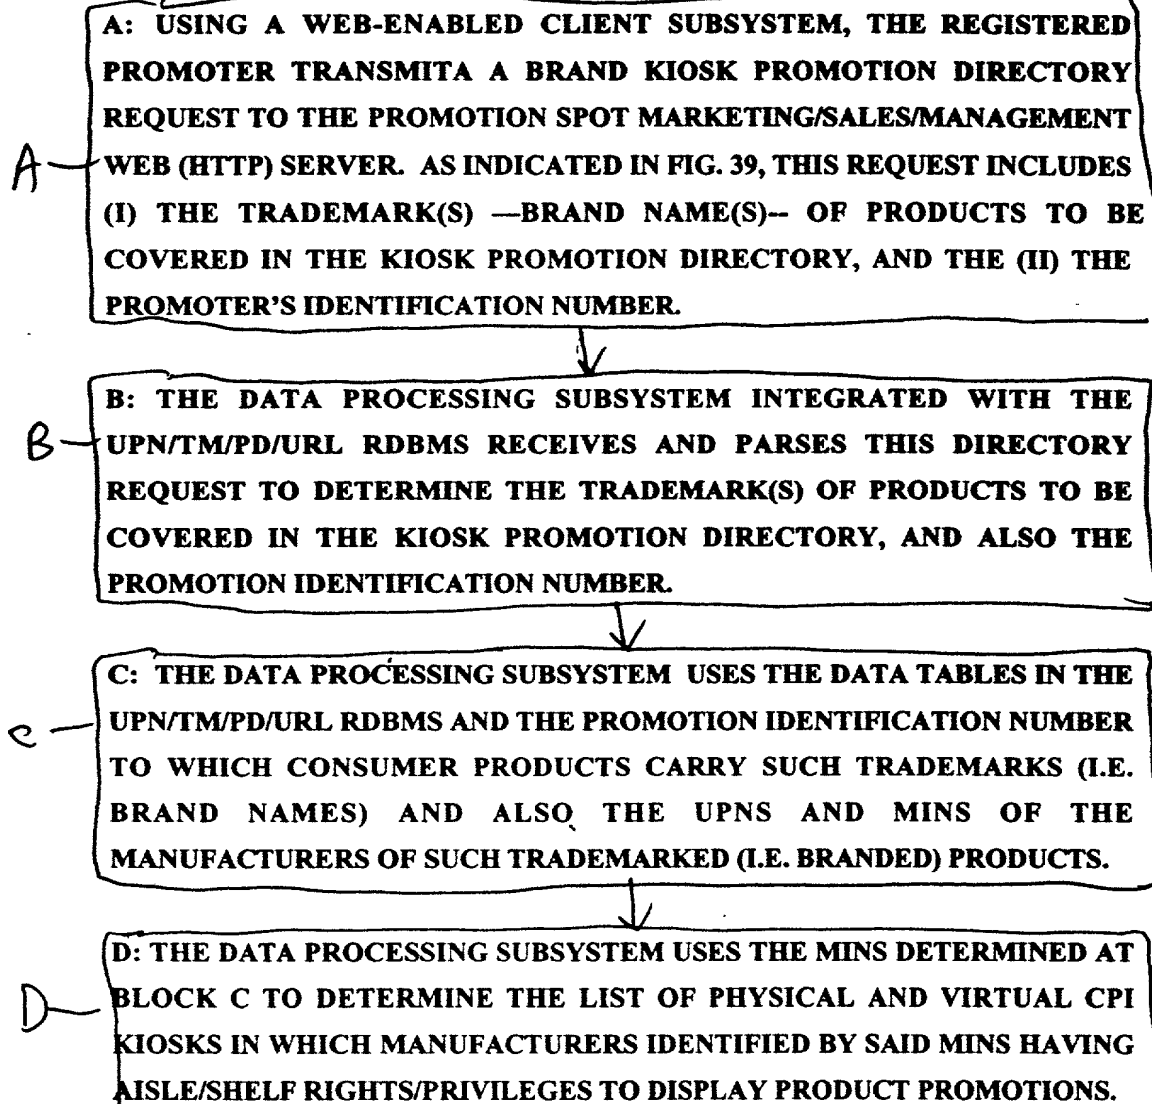 A: USING A WEB-ENABLED CLIENT SUBSYSTEM, THE REGISTERED
PROMOTER TRANSMITA A BRAND KIOSK PROMOTION DIRECTORY
REQUEST TO THE PROMOTION SPOT MARKETING/SALES/MANAGEMENT
A WEB (HTTP) SERVER. AS INDICATED IN FIG. 39, THIS REQUEST INCLUDES
(I) THE TRADEMARK(S) —BRAND NAME(S)-- OF PRODUCTS TO BE
COVERED IN THE KIOSK PROMOTION DIRECTORY, AND THE (II) THE
PROMOTER'S IDENTIFICATION NUMBER.
B: THE DATA PROCESSING SUBSYSTEM INTEGRATED WITH THE
B UPN/TM/PD/URL RDBMS RECEIVES AND PARSES THIS DIRECTORY
REQUEST TO DETERMINE THE TRADEMARK(S) OF PRODUCTS TO BE
COVERED IN THE KIOSK PROMOTION DIRECTORY, AND ALSO THE
PROMOTION IDENTIFICATION NUMBER.
C: THE DATA PROCESSING SUBSYSTEM USES THE DATA TABLES IN THE
C UPN/TM/PD/URL RDBMS AND THE PROMOTION IDENTIFICATION NUMBER
TO WHICH CONSUMER PRODUCTS CARRY SUCH TRADEMARKS (I.E.
BRAND NAMES) AND ALSO THE UPNS AND MINS OF THE
MANUFACTURERS OF SUCH TRADEMARKED (I.E. BRANDED) PRODUCTS.
D: THE DATA PROCESSING SUBSYSTEM USES THE MINS DETERMINED AT
D BLOCK C TO DETERMINE THE LIST OF PHYSICAL AND VIRTUAL CPI
KIOSKS IN WHICH MANUFACTURERS IDENTIFIED BY SAID MINS HAVING
AISLE/SHELF RIGHTS/PRIVILEGES TO DISPLAY PRODUCT PROMOTIONS.